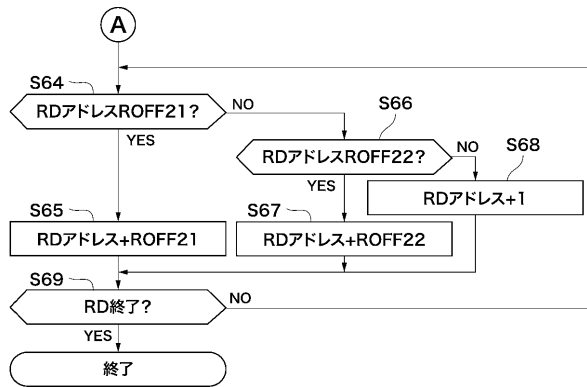 A
S64
RDアドレスROFF21?
NO
YES
S66
RDアドレスROFF22?
NO
YES
S68
RDアドレス+1
S65
RDアドレス+ROFF21
S67
RDアドレス+ROFF22
S69
RD終了?
NO
YES
終了